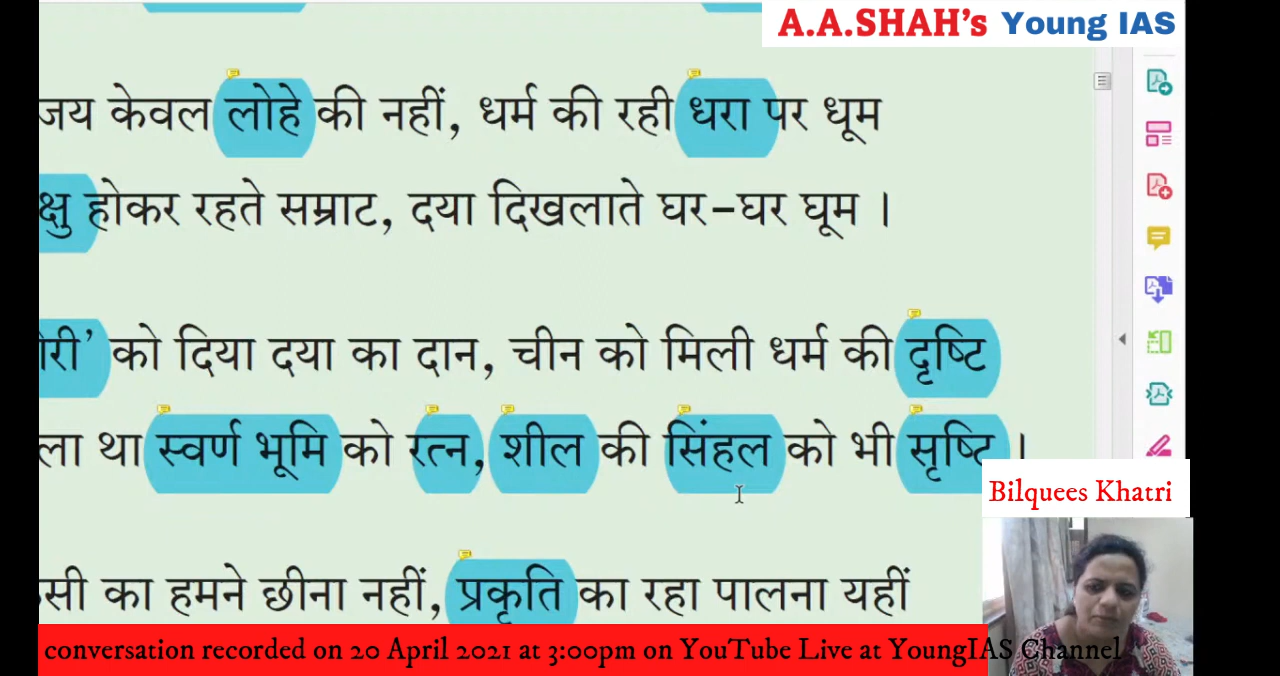 A.A.SHAH's Young IAS
जय केवल लोहे की नहीं, धर्म की रही धरा पर धूम
क्षु होकर रहते सम्राट, दया दिखलाते घर-घर घूम ।
को दिया दया का दान, चीन को मिली धर्म की दृष्टि
ला था स्वर्ण भूमि को रत्न, शील की सिंहल को भी सृष्टि ।
Bilquees Khatri
का हमने छीना नहीं, प्रकृति का रहा पालना यहीं
conversation recorded on 20 April 2021 at 3:00pm on YouTube Live at YoungIAS Channel